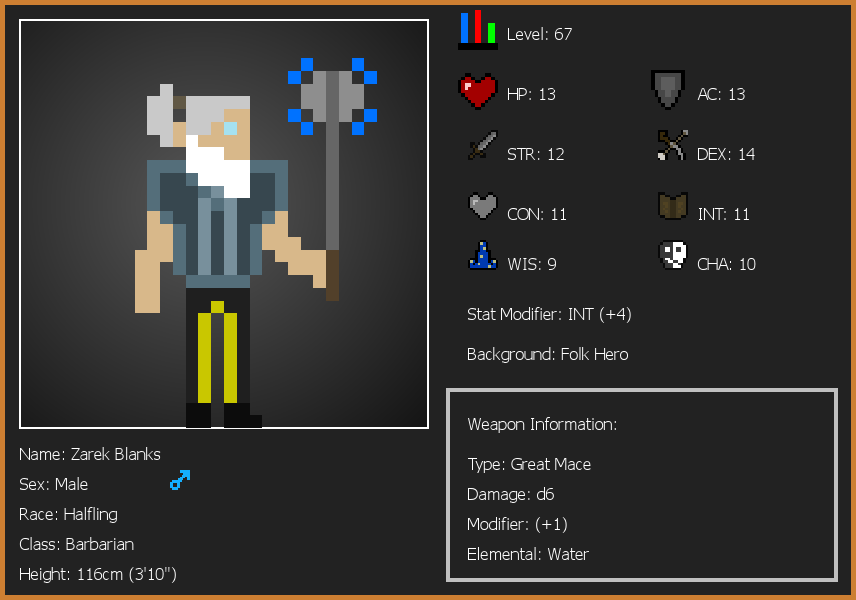 Level: 67
HP: 13
AC: 13
STR: 12
DEX: 14
CON: 11
INT: 11
WIS: 9
CHA: 10
Stat Modifier: INT (+4)
Background: Folk Hero
Weapon Information:
Type: Great Mace
Damage: d6
Modifier: (+1)
Elemental: Water
Name: Zarek Blanks
Sex: Male
Race: Halfling
Class: Barbarian
Height: 116cm (3'10")